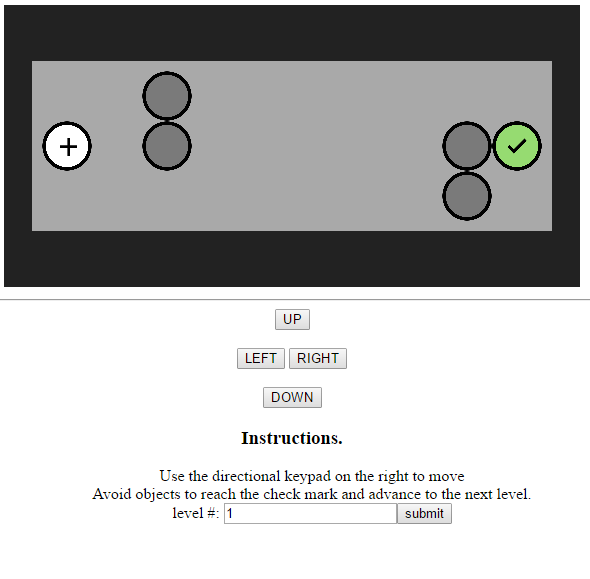 UP
LEFT RIGHT
DOWN
Instructions.
Use the directional keypad on the right to move
Avoid objects to reach the check mark and advance to the next level.
level #: 1 submit